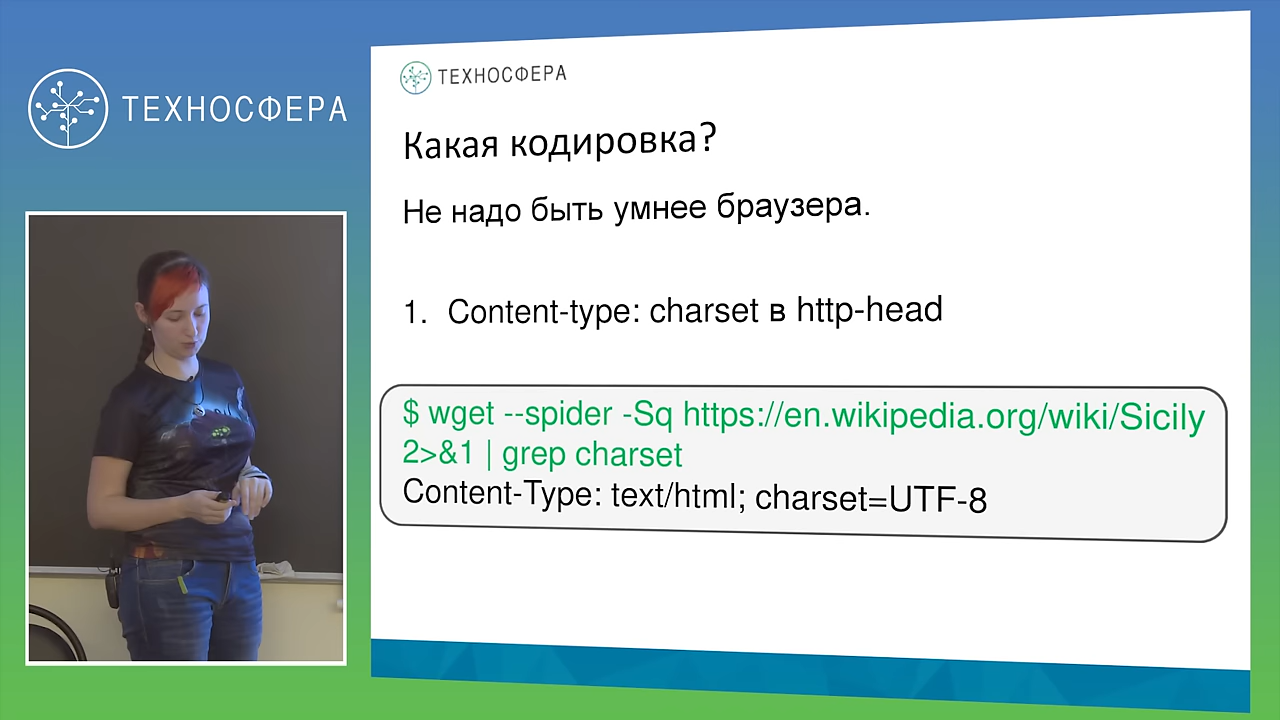 ТЕХНОСФЕРА
ТЕХНОСФЕРА
Какая кодировка?
Не надо быть умнее браузера.
1. Content-type: charset в http-head
$ wget --spider -Sq https://en.wikipedia.org/wiki/Sicily
2>&1 | grep charset
Content-Type: text/html; charset=UTF-8